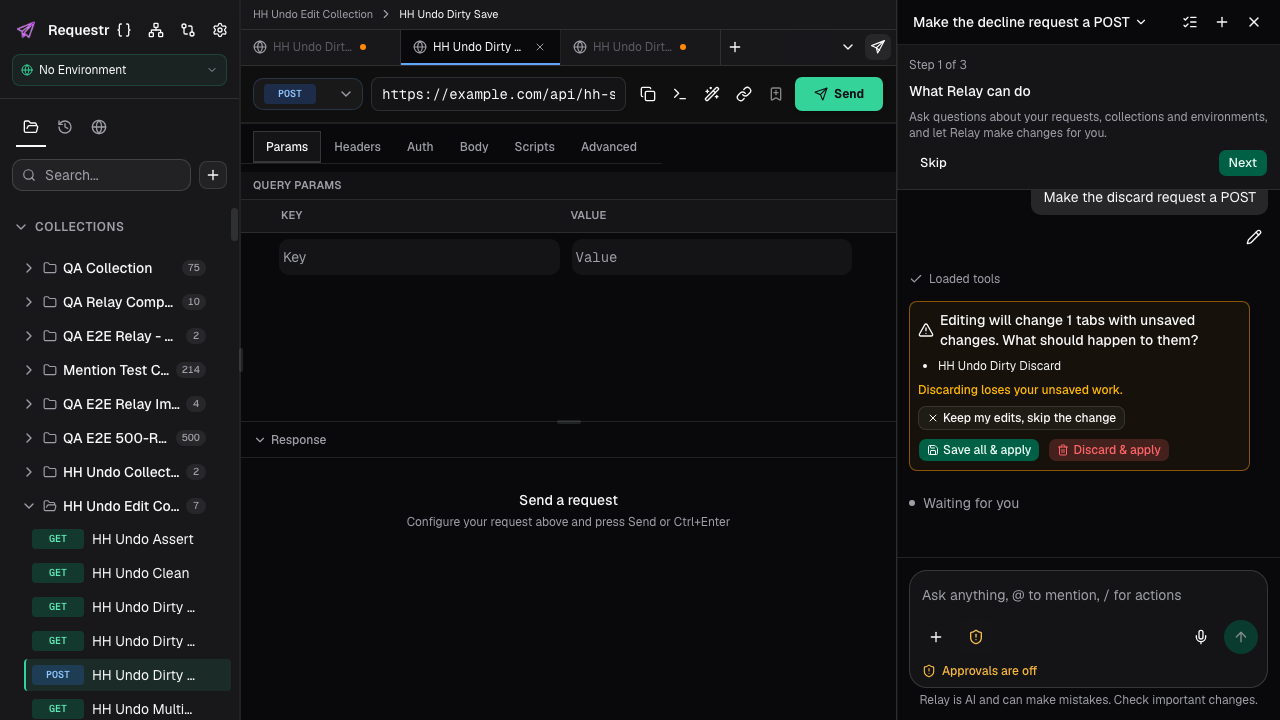 Requestr
No Environment
Search...
COLLECTIONS
QA Collection 75
QA Relay Comp... 10
QA E2E Relay - ... 2
Mention Test C... 214
QA E2E Relay Im... 4
QA E2E 500-R... 500
HH Undo Collect... 2
HH Undo Edit Co... 7
GET HH Undo Assert
GET HH Undo Clean
GET HH Undo Dirty ...
GET HH Undo Dirty ...
POST HH Undo Dirty ...
GET HH Undo Multi...
HH Undo Edit Collection HH Undo Dirty Save
HH Undo Dirt... HH Undo Dirty ... HH Undo Dirt...
POST https://example.com/api/hh-s Send
Params Headers Auth Body Scripts Advanced
QUERY PARAMS
KEY VALUE
Key Value
Response
Send a request
Configure your request above and press Send or Ctrl+Enter
Make the decline request a POST
Step 1 of 3
What Relay can do
Ask questions about your requests, collections and environments,
and let Relay make changes for you.
Skip Next
Make the discard request a POST
Loaded tools
Editing will change 1 tabs with unsaved
changes. What should happen to them?
• HH Undo Dirty Discard
Discarding loses your unsaved work.
Keep my edits, skip the change
Save all & apply Discard & apply
Waiting for you
Ask anything, @ to mention, / for actions
Approvals are off
Relay is AI and can make mistakes. Check important changes.